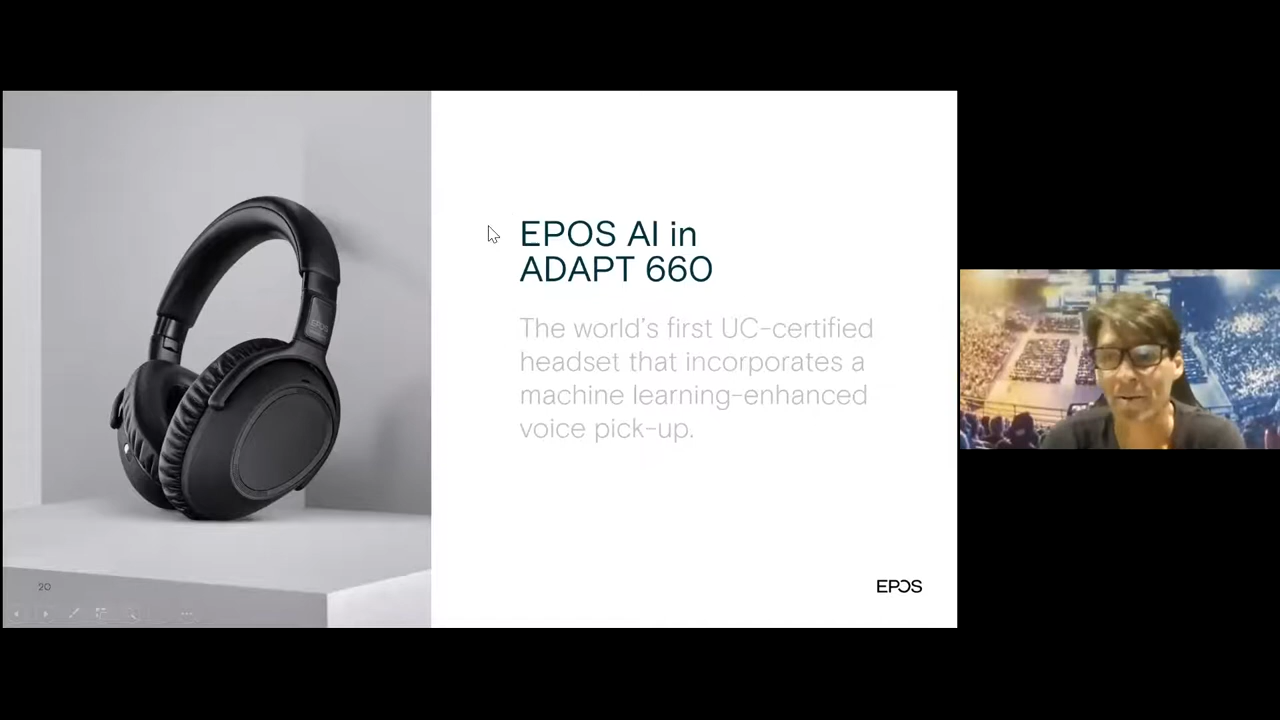 EPOS AI in
ADAPT 660
The world's first UC-certified
headset that incorporates a
machine learning-enhanced
voice pick-up.
EPOS
20
EPOS